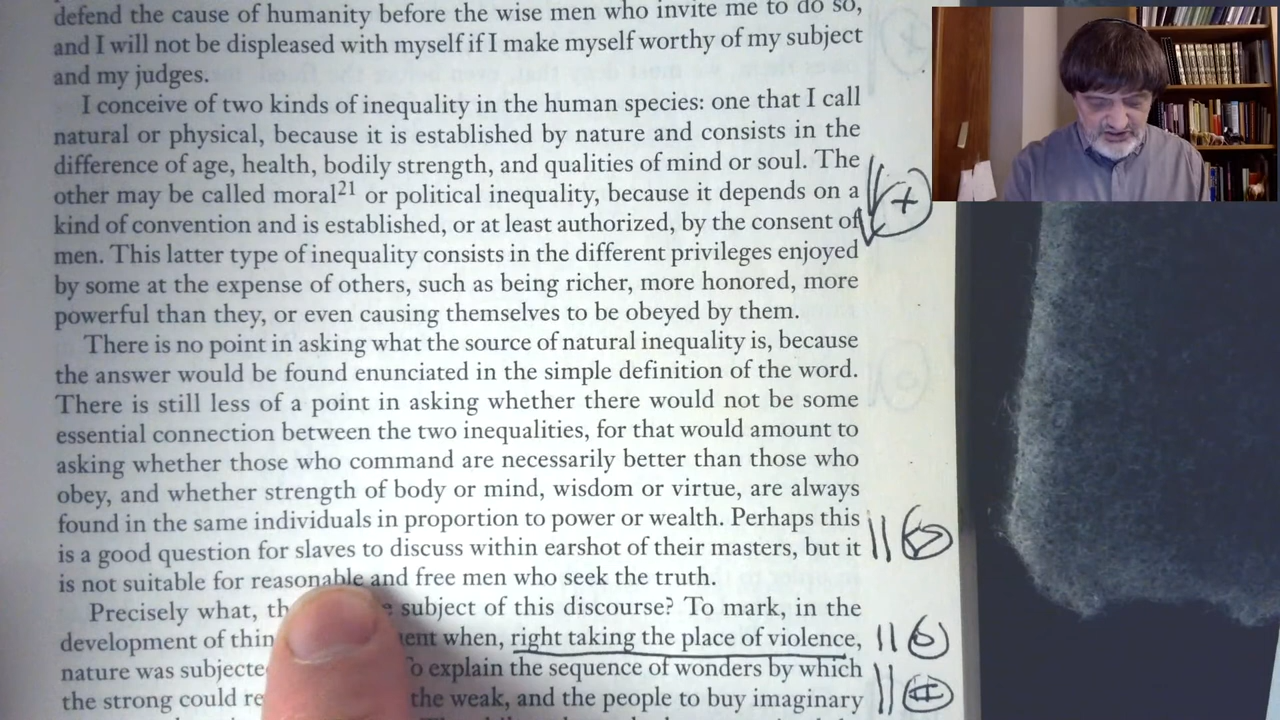 defend the cause of humanity before the wise men who invite me to do so,
and I will not be displeased with myself if I make myself worthy of my subject
and my judges.
I conceive of two kinds of inequality in the human species: one that I call
natural or physical, because it is established by nature and consists in the
difference of age, health, bodily strength, and qualities of mind or soul. The
other may be called moral21 or political inequality, because it depends on a
kind of convention and is established, or at least authorized, by the consent of
men. This latter type of inequality consists in the different privileges enjoyed
by some at the expense of others, such as being richer, more honored, more
powerful than they, or even causing themselves to be obeyed by them.
There is no point in asking what the source of natural inequality is, because
the answer would be found enunciated in the simple definition of the word.
There is still less of a point in asking whether there would not be some
essential connection between the two inequalities, for that would amount to
asking whether those who command are necessarily better than those who
obey, and whether strength of body or mind, wisdom or virtue, are always
found in the same individuals in proportion to power or wealth. Perhaps this
is a good question for slaves to discuss within earshot of their masters, but it
is not suitable for reasonable and free men who seek the truth.
Precisely what, subject of this discourse? To mark, in the
development of when, right taking the place of violence,
nature was explain the sequence of wonders by which
the strong could the weak, and the people to buy imaginary